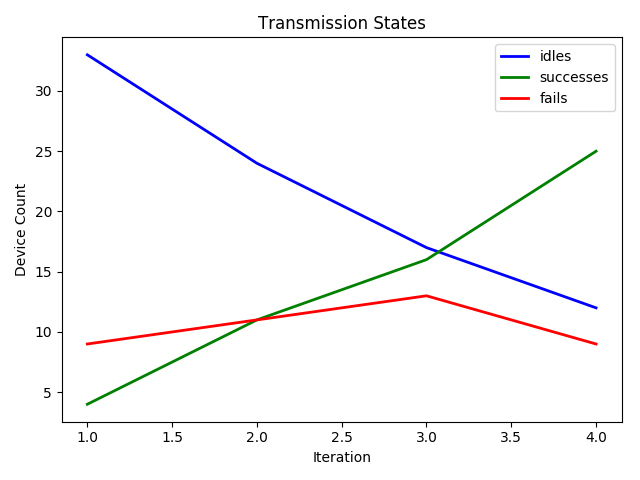 Transmission States
idles
successes
fails
Device Count
30
25
20
15
10
5
1.0 1.5 2.0 2.5 3.0 3.5 4.0
Iteration